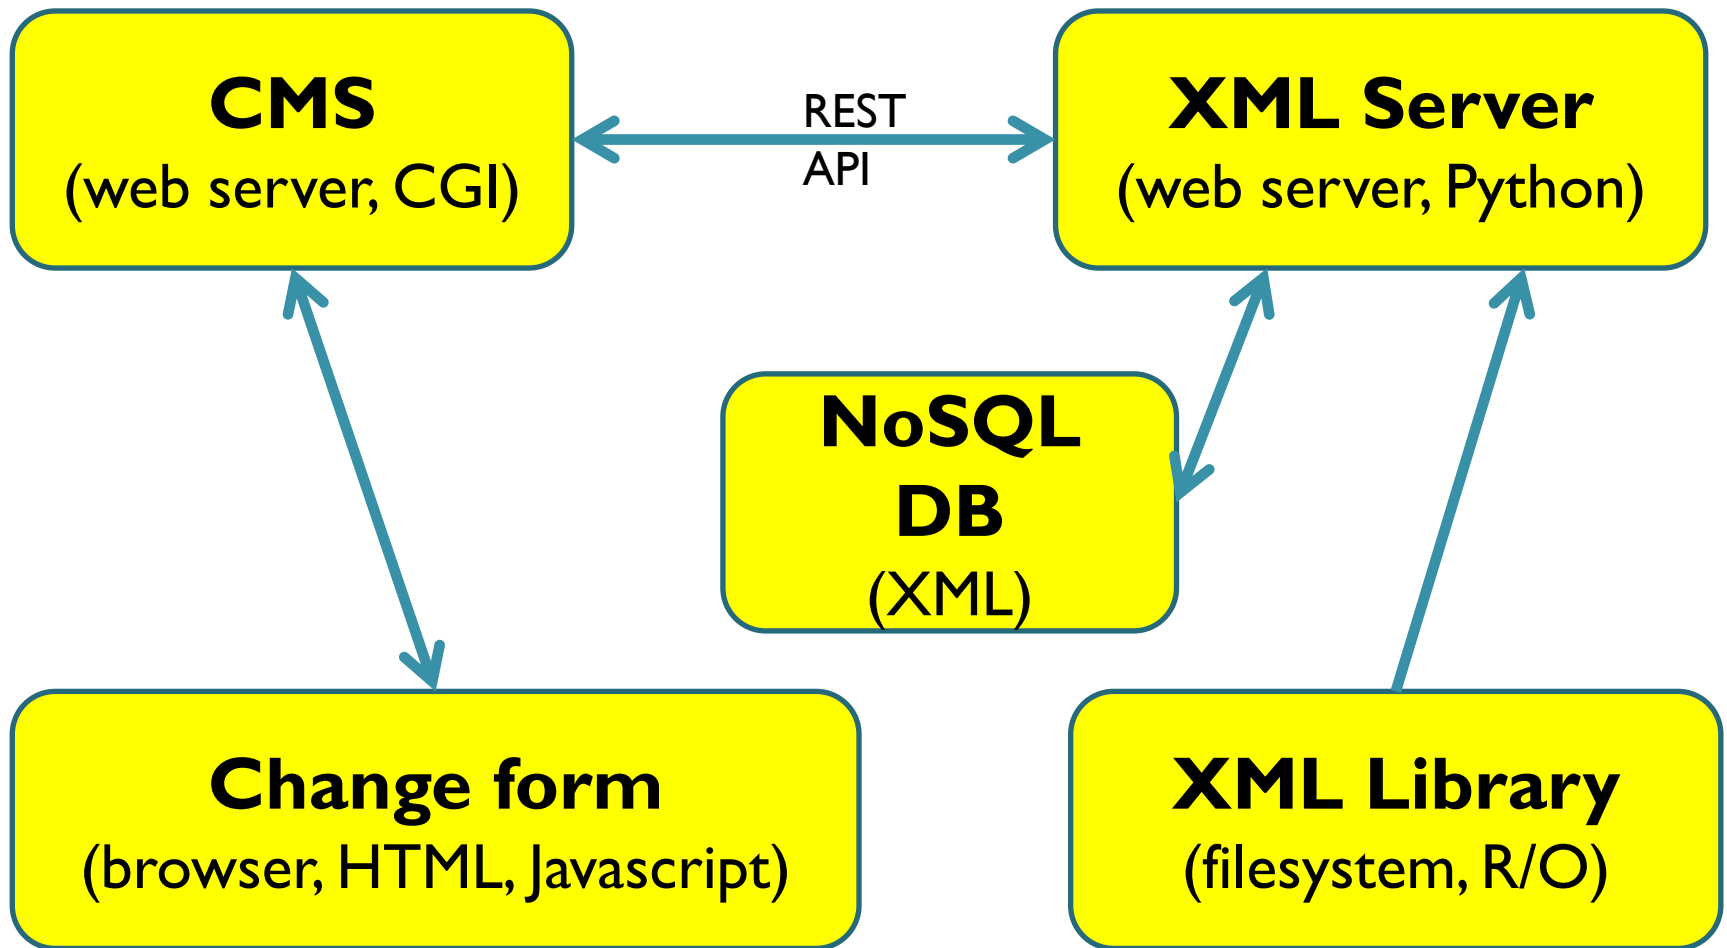 CMS
(web server, CGI)
REST
API
XML Server
(web server, Python)
NoSQL
DB
(XML)
Change form
(browser, HTML, Javascript)
XML Library
(filesystem, R/O)